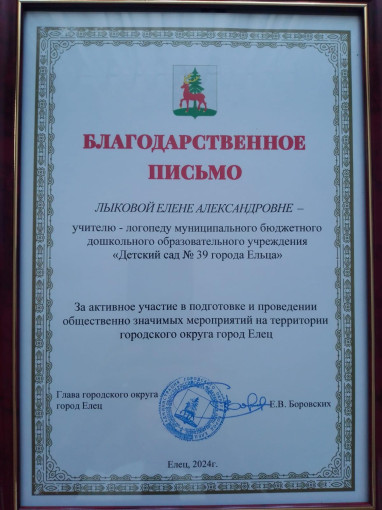 БЛАГОДАРСТВЕННОЕ
ПИСЬМО
ЛЫКОВОЙ ЕЛЕНЕ АЛЕКСАНДРОВНЕ –
учителю - логопеду муниципального бюджетного
дошкольного образовательного учреждения
«Детский сад № 39 города Ельца»
За активное участие в подготовке и проведении
общественно значимых мероприятий на территории
городского округа город Елец
Глава городского округа
город Елец
Е.В. Боровских
Елец, 2024г.